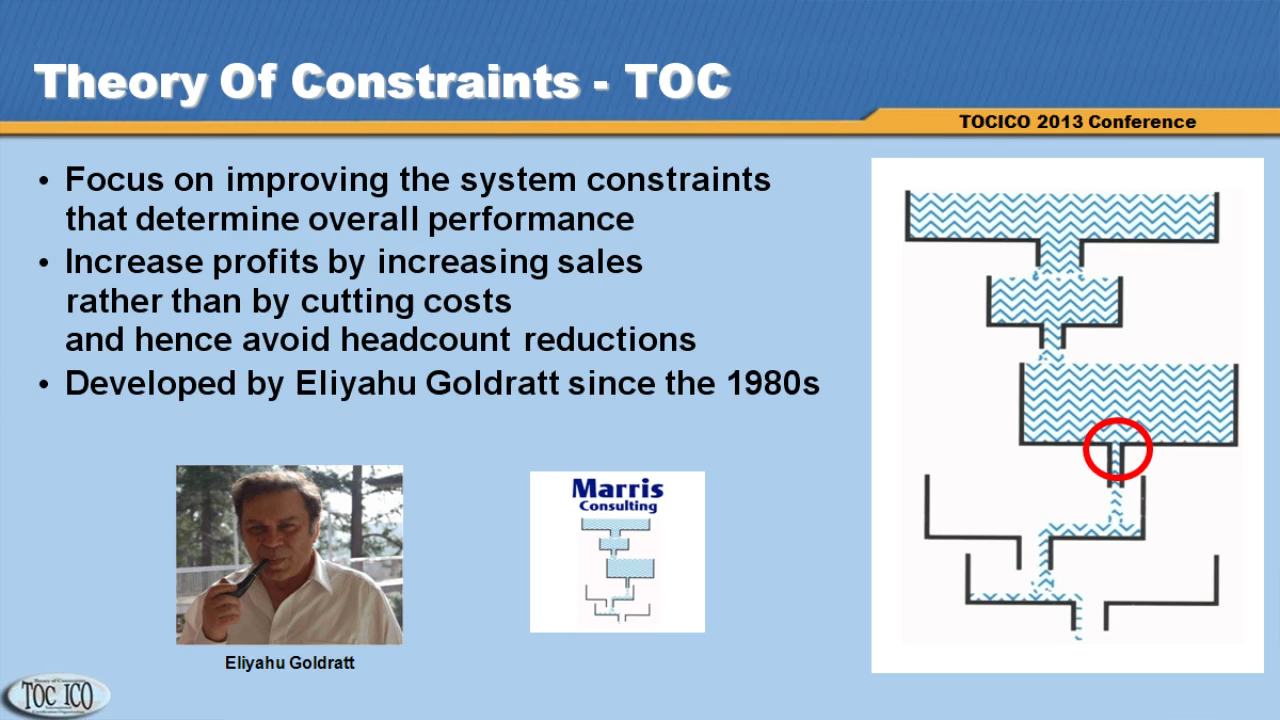 Theory Of Constraints - TOC
TOCICO 2013 Conference
• Focus on improving the system constraints
that determine overall performance
• Increase profits by increasing sales
rather than by cutting costs
and hence avoid headcount reductions
• Developed by Eliyahu Goldratt since the 1980s
Marris
Consulting
Eliyahu Goldratt
TOC ICO